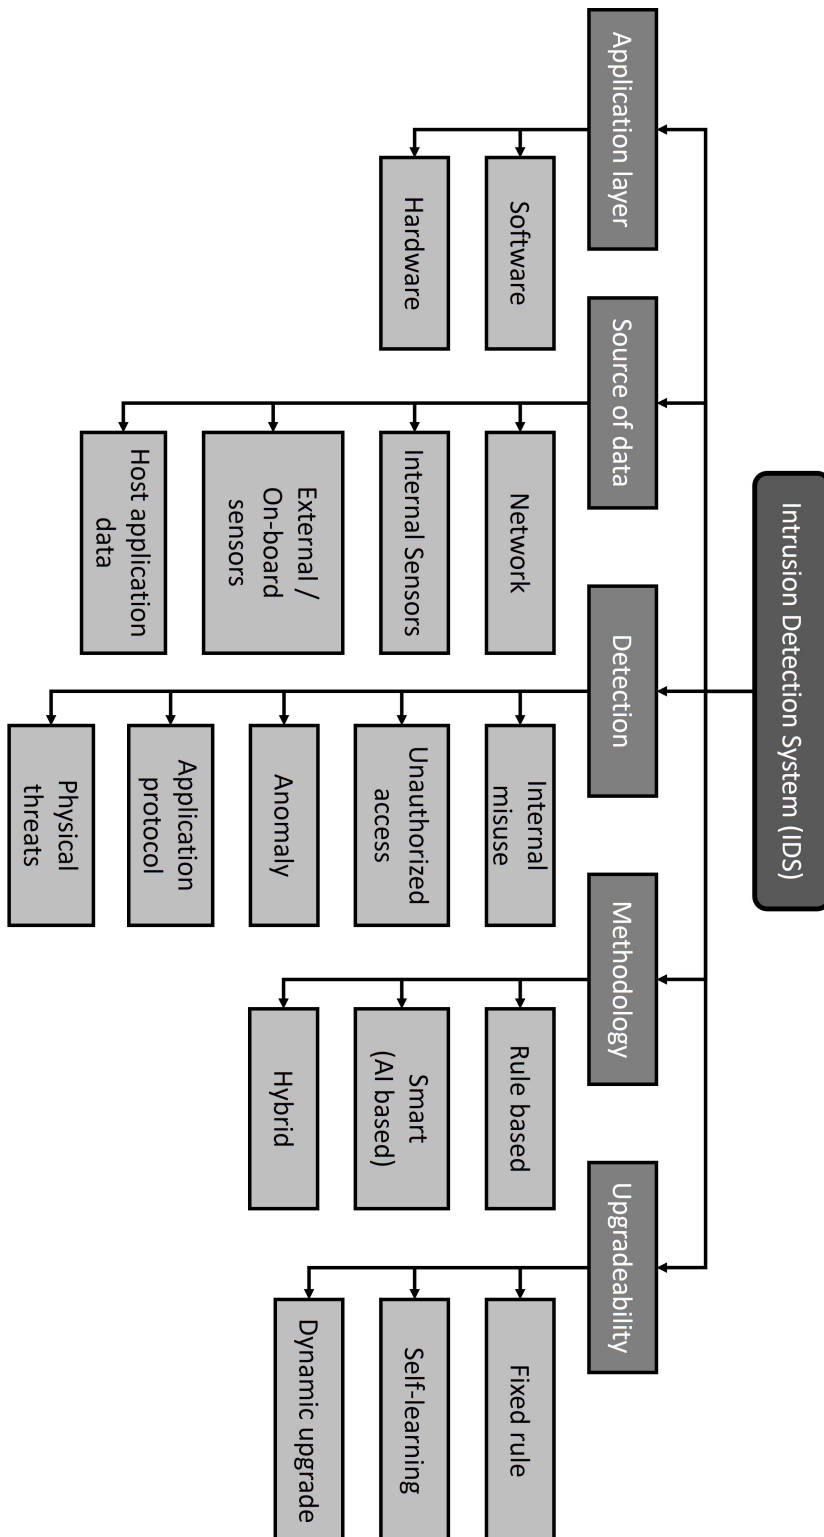 Intrusion Detection System (IDS)
Application layer
Software
Hardware
Source of data
Network
Internal Sensors
External /
On-board
sensors
Host application
data
Detection
Internal
misuse
Unauthorized
access
Anomaly
Application
protocol
Physical
threats
Methodology
Rule based
Smart
(AI based)
Hybrid
Upgradeability
Fixed rule
Self-learning
Dynamic upgrade